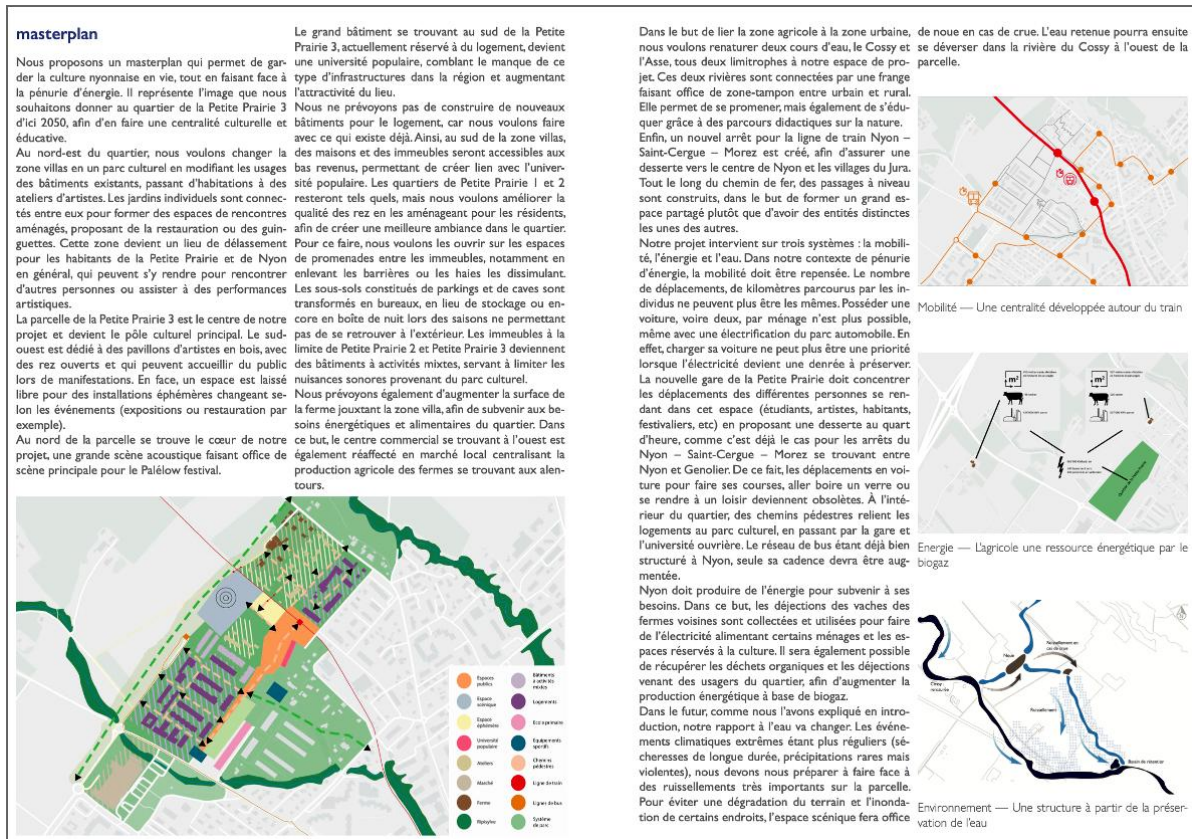 masterplan
Nous proposons un masterplan qui permet de gar-
der la culture nyonnaise en vie, tout en faisant face à
la pénurie d'énergie. Il représente l'image que nous
souhaitons donner au quartier de la Petite Prairie 3
d'ici 2050, afin d'en faire une centralité culturelle et
éducative.
Au nord-est du quartier, nous voulons changer la
zone villas en un parc culturel en modifiant les usages
des bâtiments existants, passant d'habitations à des
ateliers d'artistes. Les jardins individuels sont connec-
tés entre eux pour former des espaces de rencontres
aménagés, proposant de la restauration ou des guin-
guettes. Cette zone devient un lieu de délassement
pour les habitants de la Petite Prairie et de Nyon
en général, qui peuvent s'y rendre pour rencontrer
d'autres personnes ou assister à des performances
artistiques.
La parcelle de la Petite Prairie 3 est le centre de notre
projet et devient le pôle culturel principal. Le sud-
ouest est dédié à des pavillons d'artistes en bois, avec
des rez ouverts et qui peuvent accueillir du public
lors de manifestations. En face, un espace est laissé
libre pour des installations éphémères changeant se-
lon les événements (expositions ou restauration par
exemple).
Au nord de la parcelle se trouve le cœur de notre
projet, une grande scène acoustique faisant office de
scène principale pour le Palélow festival.
Le grand bâtiment se trouvant au sud de la Petite
Prairie 3, actuellement réservé à du logement, devient
une université populaire, comblant le manque de ce
type d'infrastructures dans la région et augmentant
l'attractivité du lieu.
Nous ne prévoyons pas de construire de nouveaux
bâtiments pour le logement, car nous voulons faire
avec ce qui existe déjà. Ainsi, au sud de la zone villas,
des maisons et des immeubles seront accessibles aux
bas revenus, permettant de créer lien avec l'univer-
sité populaire. Les quartiers de Petite Prairie 1 et 2
resteront tels quels, mais nous voulons améliorer la
qualité des rez en les aménageant pour les résidents,
afin de créer une meilleure ambiance dans le quartier.
Pour ce faire, nous voulons les ouvrir sur les espaces
de promenades entre les immeubles, notamment en
enlevant les barrières ou les haies les dissimulant.
Les sous-sols constitués de parkings et de caves sont
transformés en bureaux, en lieu de stockage ou en-
core en boîte de nuit lors des saisons ne permettant
pas de se retrouver à l'extérieur. Les immeubles à la
limite de Petite Prairie 2 et Petite Prairie 3 deviennent
des bâtiments à activités mixtes, servant à limiter les
nuisances sonores provenant du parc culturel.
Nous prévoyons également d'augmenter la surface de
la ferme jouxtant la zone villa, afin de subvenir aux be-
soins énergétiques et alimentaires du quartier. Dans
ce but, le centre commercial se trouvant à l'ouest est
également réaffecté en marché local centralisant la
production agricole des fermes se trouvant aux alen-
tours.
Espaces
publics
Espace
scénique
Espace
éphémère
Université
populaire
Ateliers
Marché
Ferme
Riptsylve
Bâtiments
à activités
mixtes
Logements
Ecole primaire
Equipements
sportifs
Chemins
pédestres
Ligne de train
Lignes de bus
Système
de parc
Dans le but de lier la zone agricole à la zone urbaine,
nous voulons renaturer deux cours d'eau, le Cossy et
l'Asse, tous deux limitrophes à notre espace de pro-
jet. Ces deux rivières sont connectées par une frange
faisant office de zone-tampon entre urbain et rural.
Elle permet de se promener, mais également de s'édu-
quer grâce à des parcours didactiques sur la nature.
Enfin, un nouvel arrêt pour la ligne de train Nyon –
Saint-Cergue – Morez est créé, afin d'assurer une
desserte vers le centre de Nyon et les villages du Jura.
Tout le long du chemin de fer, des passages à niveau
sont construits, dans le but de former un grand es-
pace partagé plutôt que d'avoir des entités distinctes
les unes des autres.
Notre projet intervient sur trois systèmes : la mobili-
té, l'énergie et l'eau. Dans notre contexte de pénurie
d'énergie, la mobilité doit être repensée. Le nombre
de déplacements, de kilomètres parcourus par les in-
dividus ne peuvent plus être les mêmes. Posséder une
voiture, voire deux, par ménage n'est plus possible,
même avec une électrification du parc automobile. En
effet, charger sa voiture ne peut plus être une priorité
lorsque l'électricité devient une denrée à préserver.
La nouvelle gare de la Petite Prairie doit concentrer
les déplacements des différentes personnes se ren-
dant dans cet espace (étudiants, artistes, habitants,
festivaliers, etc) en proposant une desserte au quart
d'heure, comme c'est déjà le cas pour les arrêts du
Nyon – Saint-Cergue – Morez se trouvant entre
Nyon et Genolier. De ce fait, les déplacements en voi-
ture pour faire ses courses, aller boire un verre ou
se rendre à un loisir deviennent obsolètes. À l'inté-
rieur du quartier, des chemins pédestres relient les
logements au parc culturel, en passant par la gare et
l'université ouvrière. Le réseau de bus étant déjà bien
structuré à Nyon, seule sa cadence devra être aug-
mentée.
Nyon doit produire de l'énergie pour subvenir à ses
besoins. Dans ce but, les déjections des vaches des
fermes voisines sont collectées et utilisées pour faire
de l'électricité alimentant certains ménages et les es-
paces réservés à la culture. Il sera également possible
de récupérer les déchets organiques et les déjections
venant des usagers du quartier, afin d'augmenter la
production énergétique à base de biogaz.
Dans le futur, comme nous l'avons expliqué en intro-
duction, notre rapport à l'eau va changer. Les événe-
ments climatiques extrêmes étant plus réguliers (sé-
cheresses de longue durée, précipitations rares mais
violentes), nous devons nous préparer à faire face à
des ruissellements très importants sur la parcelle.
Pour éviter une dégradation du terrain et l'inonda-
tion de certains endroits, l'espace scénique fera office
de noue en cas de crue. L'eau retenue pourra ensuite
se déverser dans la rivière du Cossy à l'ouest de la
parcelle.
Mobilité — Une centralité développée autour du train
m²
m²
Energie — L'agricole une ressource énergétique par le
biogaz
Noue
Ruissellement en
cas de crue
Cossy
renaturée
Ruissellement
Bassin de rétention
Environnement — Une structure à partir de la préser-
vation de l'eau